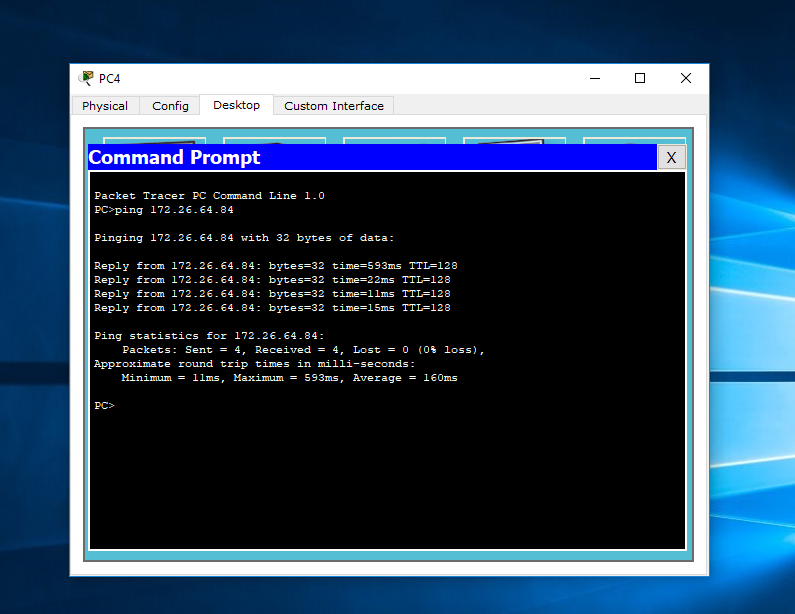 PC4
Physical Config Desktop Custom Interface
Command Prompt X
Packet Tracer PC Command Line 1.0
PC>ping 172.26.64.84
Pinging 172.26.64.84 with 32 bytes of data:
Reply from 172.26.64.84: bytes=32 time=593ms TTL=128
Reply from 172.26.64.84: bytes=32 time=22ms TTL=128
Reply from 172.26.64.84: bytes=32 time=11ms TTL=128
Reply from 172.26.64.84: bytes=32 time=15ms TTL=128
Ping statistics for 172.26.64.84:
Packets: Sent = 4, Received = 4, Lost = 0 (0% loss),
Approximate round trip times in milli-seconds:
Minimum = 11ms, Maximum = 593ms, Average = 160ms
PC>